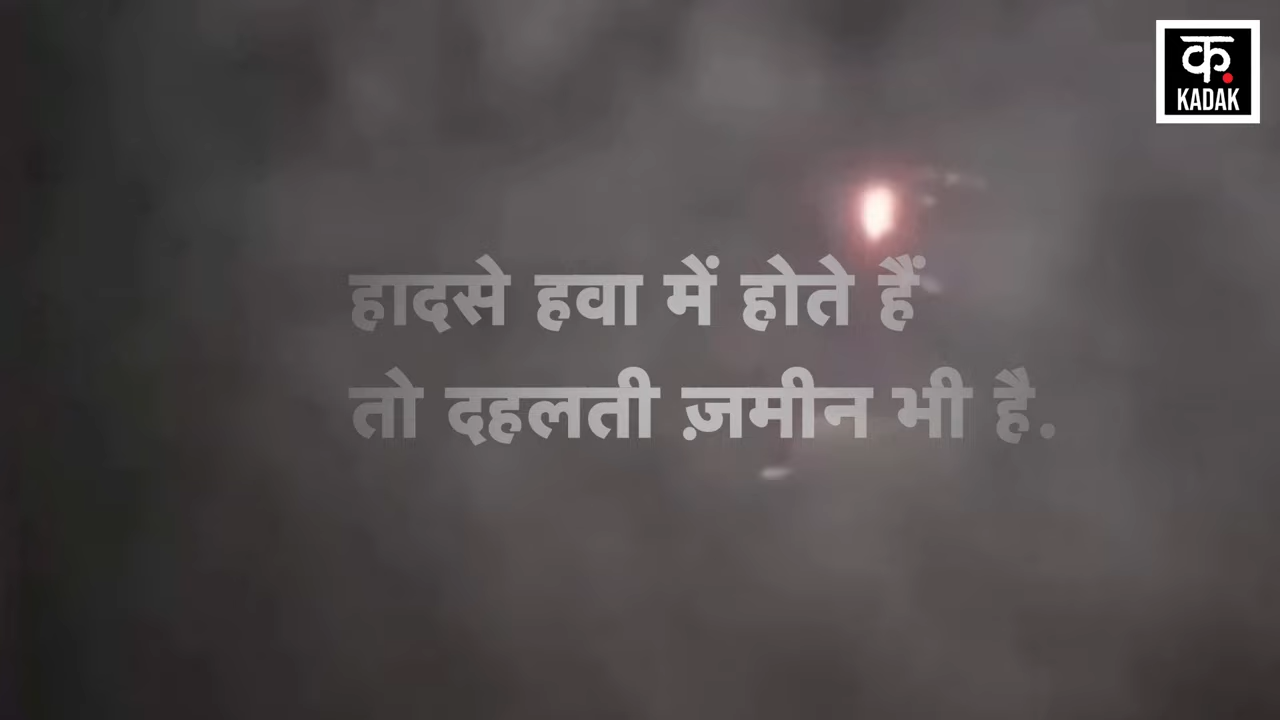 क.
KADAK
हादसे हवा में होते हैं
तो दहलती ज़मीन भी है.